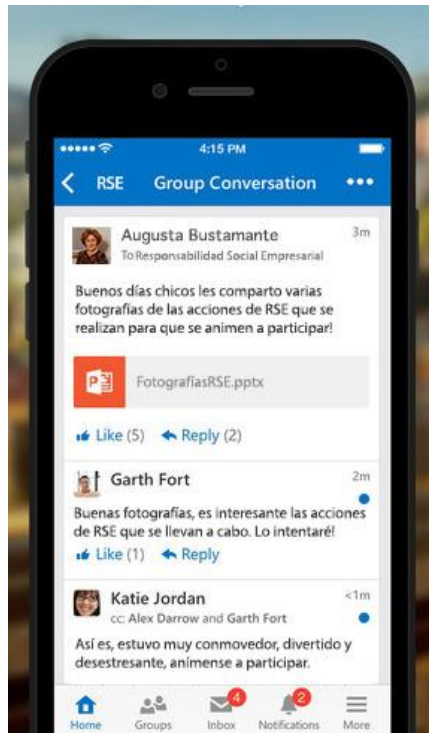 4:15 PM
RSE Group Conversation
Augusta Bustamante 3m
To Responsabilidad Social Empresarial
Buenos días chicos les comparto varias
fotografías de las acciones de RSE que se
realizan para que se animen a participar!
P
FotografíasRSE.pptx
Like (5) Reply (2)
Garth Fort 2m
Buenas fotografías, es interesante las acciones
de RSE que se llevan a cabo. Lo intentaré!
Like (1) Reply
Katie Jordan <1m
cc: Alex Darrow and Garth Fort
Así es, estuvo muy conmovedor, divertido y
desestresante, anímense a participar.
4 2
Home Groups Inbox Notifications More